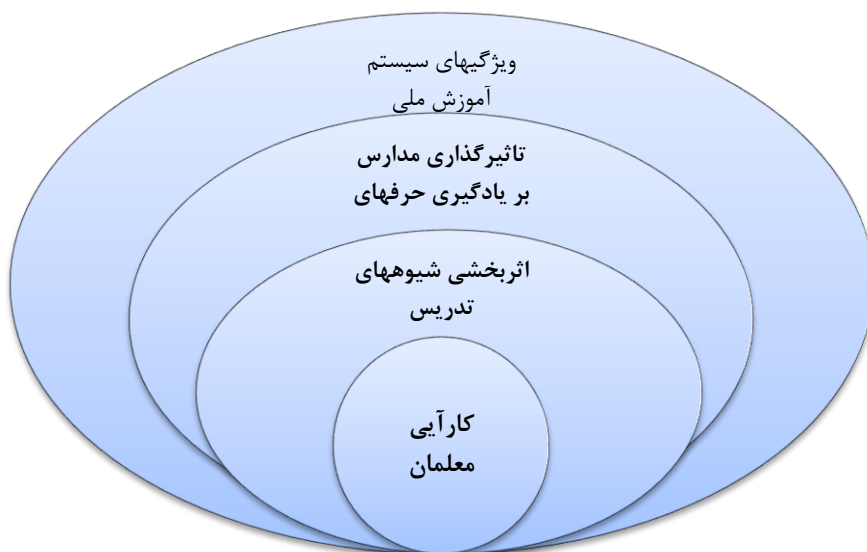 ویژگیهای سیستم
آموزش ملی
تاثیرگذاری مدارس
بر یادگیری حرفهای
اثربخشی شیوههای
تدریس
کارآیی
معلمان